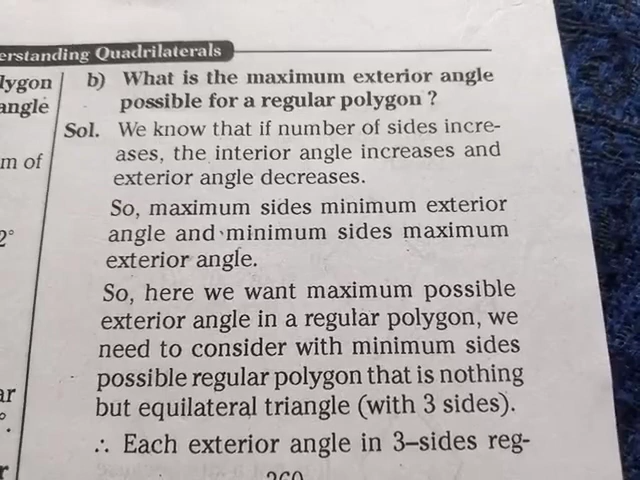 erstanding Quadrilaterals
lygon
angle
m of
2°
ar
°.
r
b) What is the maximum exterior angle
possible for a regular polygon ?
Sol. We know that if number of sides incre-
ases, the interior angle increases and
exterior angle decreases.
So, maximum sides minimum exterior
angle and minimum sides maximum
exterior angle.
So, here we want maximum possible
exterior angle in a regular polygon, we
need to consider with minimum sides
possible regular polygon that is nothing
but equilateral triangle (with 3 sides).
∴ Each exterior angle in 3–sides reg-
360